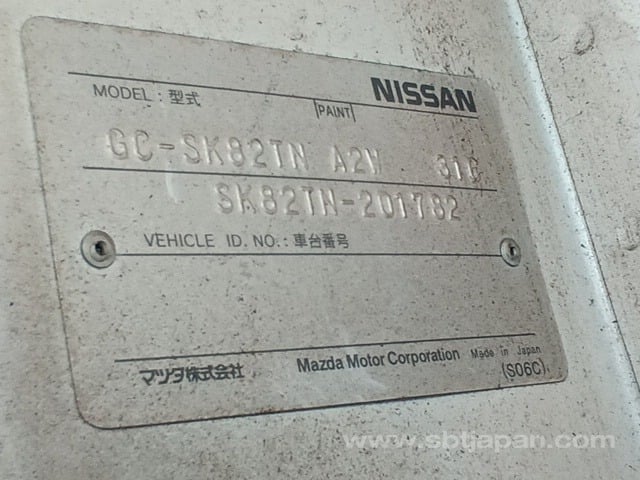 NISSAN
MODEL : 型式
PAINT
GC-SK82TN A2W 31C
SK82TN-201782
VEHICLE ID. NO. : 車台番号
マツダ株式会社 Mazda Motor Corporation Made in Japan
(S06C)
www.sbtjapan.com